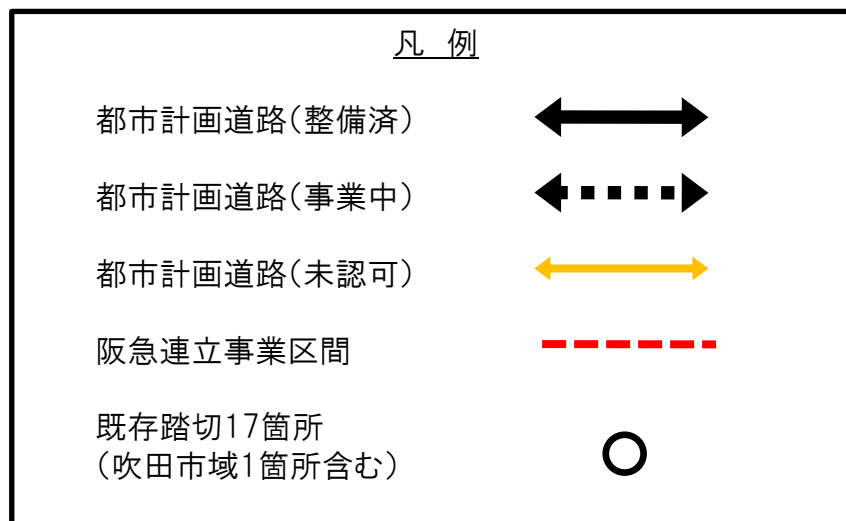 凡 例
都市計画道路（整備済）
都市計画道路（事業中）
都市計画道路（未認可）
阪急連立事業区間
既存踏切17箇所
（吹田市域1箇所含む）